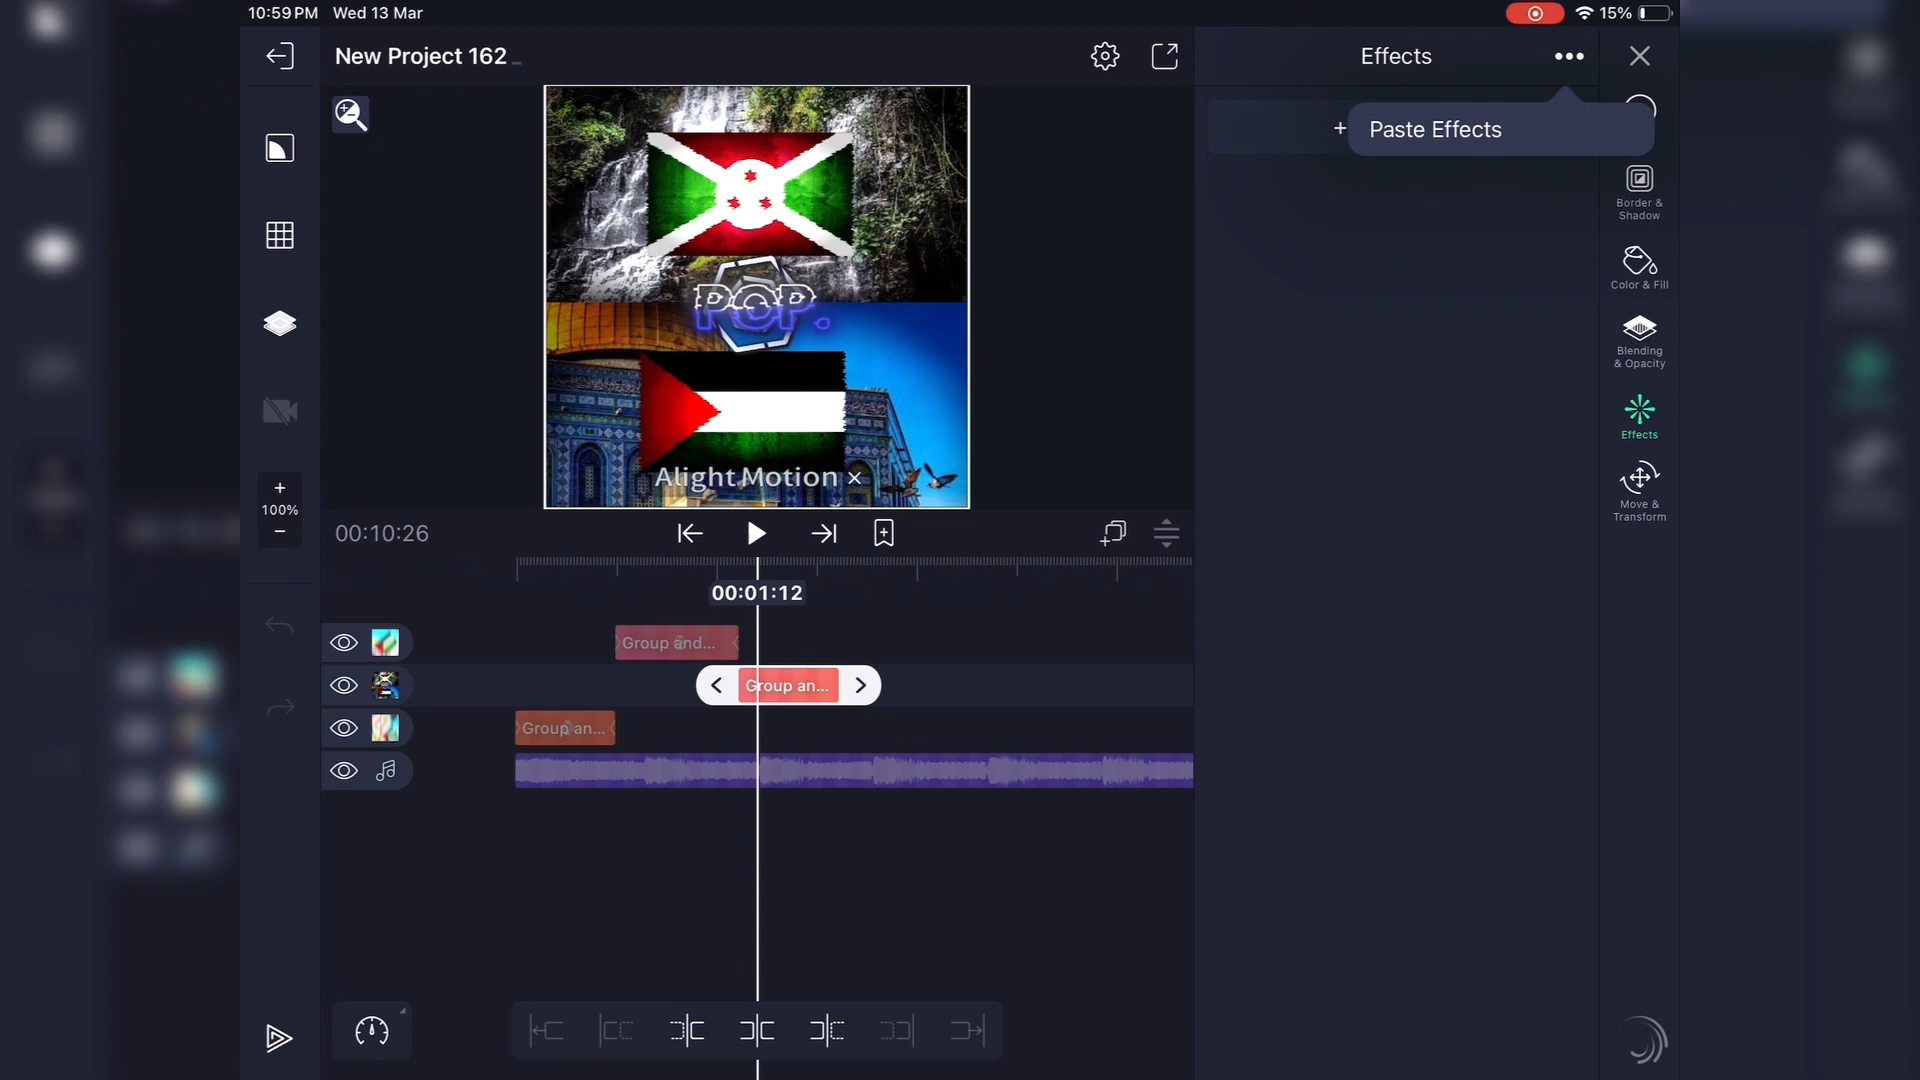 10:59 PM Wed 13 Mar
15%
New Project 162
Effects
Paste Effects
Border &
Shadow
Color & Fill
Blending
& Opacity
Effects
Move &
Transform
POP.
Alight Motion ×
+
100%
−
00:10:26
00:01:12
Group and...
Group an...
Group an...